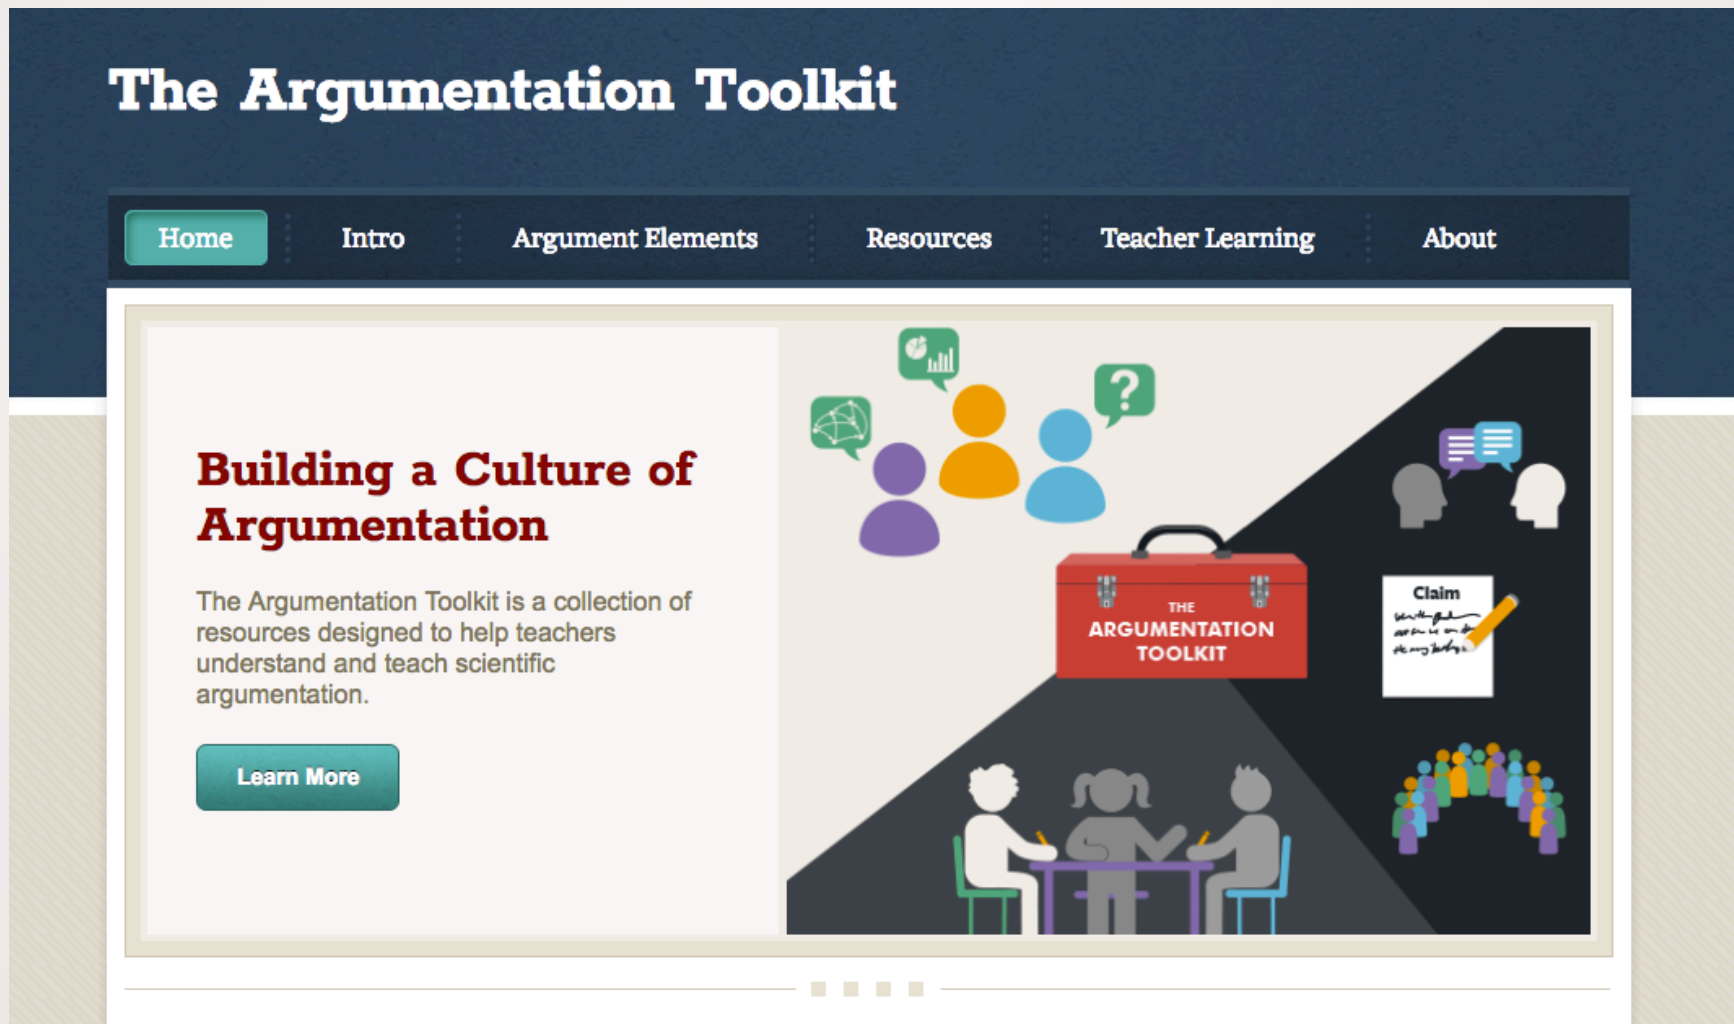 The Argumentation Toolkit
Home
Intro
Argument Elements
Resources
Teacher Learning
About
Building a Culture of
Argumentation
The Argumentation Toolkit is a collection of
resources designed to help teachers
understand and teach scientific
argumentation.
Learn More
?
THE
ARGUMENTATION
TOOLKIT
Claim